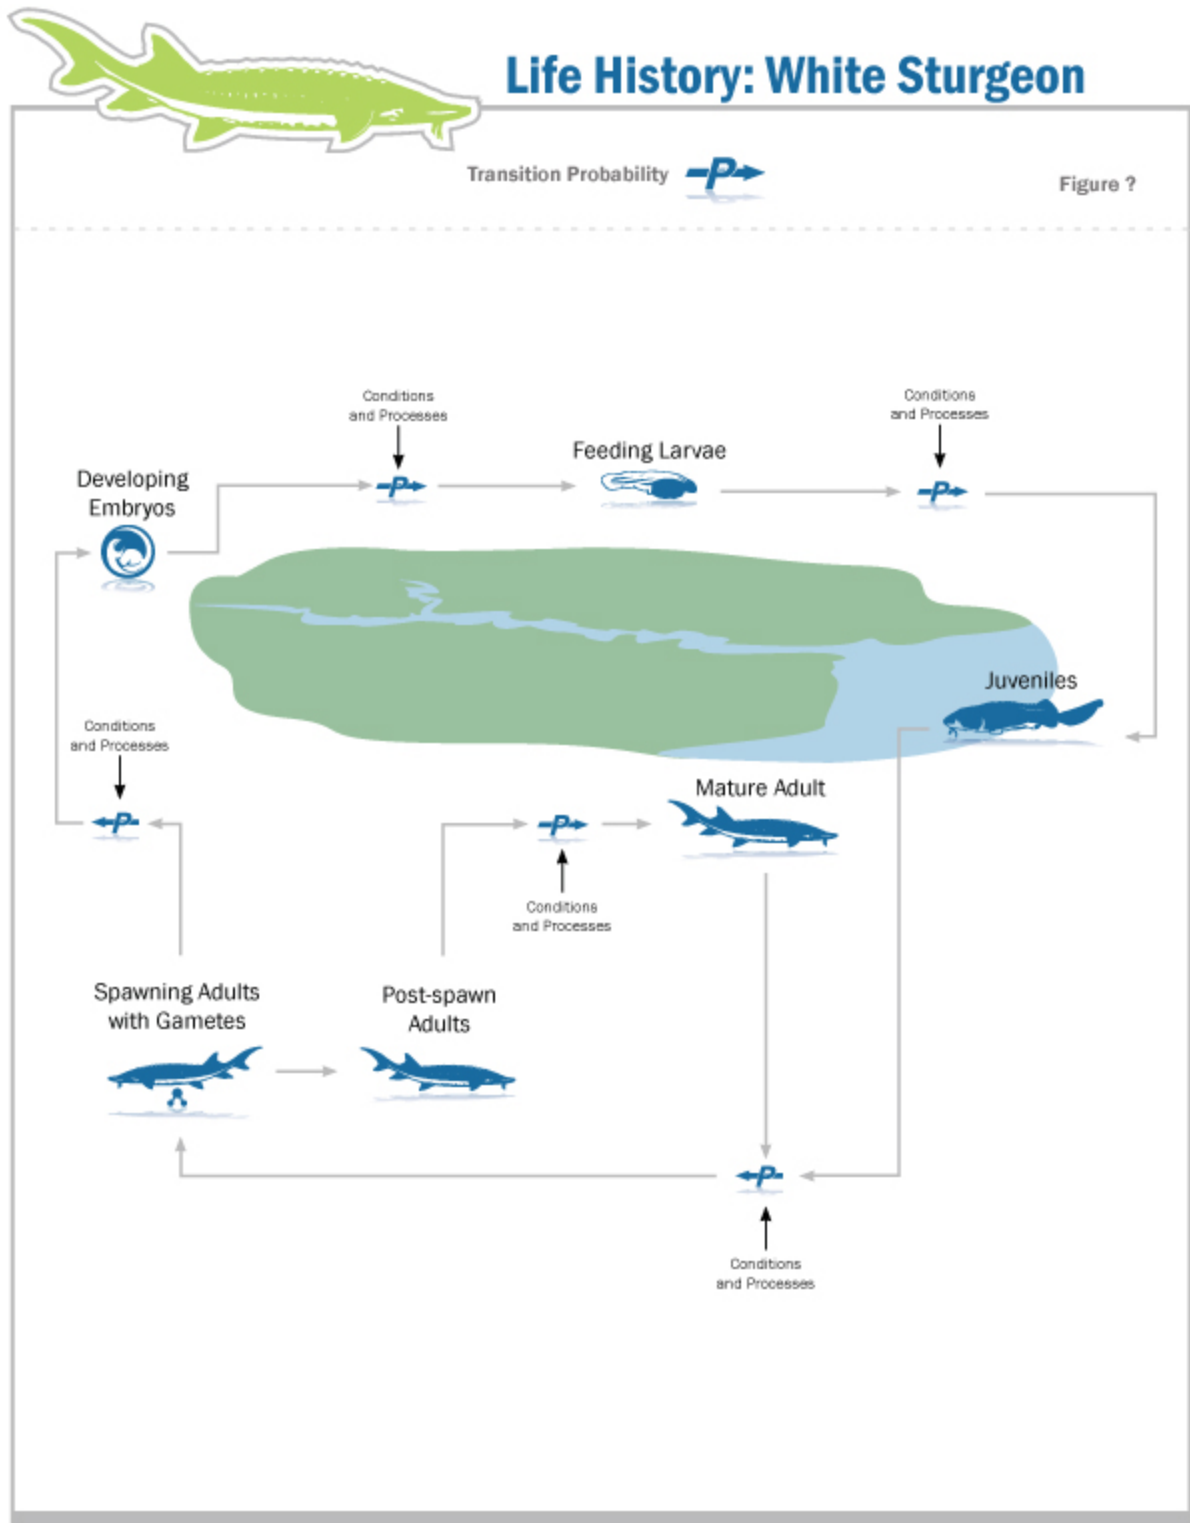 Life History: White Sturgeon
Transition Probability
P
Figure ?
Conditions
and Processes
Conditions
and Processes
Feeding Larvae
Developing
Embryos
P
P
Juveniles
Conditions
and Processes
Mature Adult
P
P
Conditions
and Processes
Spawning Adults
with Gametes
Post-spawn
Adults
P
Conditions
and Processes